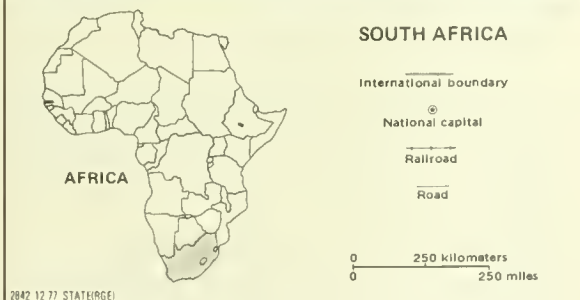 SOUTH AFRICA
International boundary
National capital
Railroad
Road
AFRICA
0 250 kilometers
0 250 miles
2842 12 77 STATE(RGE)